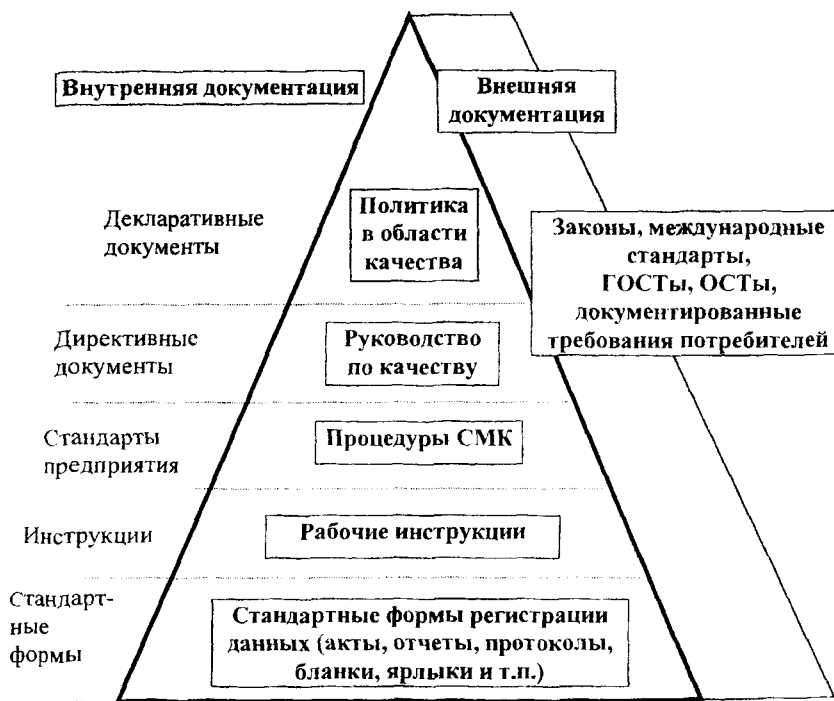 Внутренняя документация
Внешняя
документация
Декларативные
документы
Политика
в области
качества
Законы, международные
стандарты,
ГОСТы, ОСТы,
документированные
требования потребителей
Директивные
документы
Руководство
по качеству
Стандарты
предприятия
Процедуры СМК
Инструкции
Рабочие инструкции
Стандарт-
ные
формы
Стандартные формы регистрации
данных (акты, отчеты, протоколы,
бланки, ярлыки и т.п.)